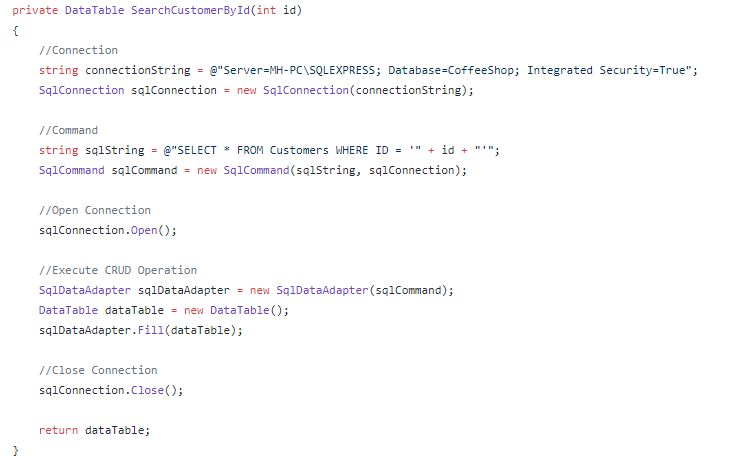 private DataTable SearchCustomerById(int id)
{
    //Connection
    string connectionString = @"Server=MH-PC\SQLEXPRESS; Database=CoffeeShop; Integrated Security=True";
    SqlConnection sqlConnection = new SqlConnection(connectionString);

    //Command
    string sqlString = @"SELECT * FROM Customers WHERE ID = '" + id + "'";
    SqlCommand sqlCommand = new SqlCommand(sqlString, sqlConnection);

    //Open Connection
    sqlConnection.Open();

    //Execute CRUD Operation
    SqlDataAdapter sqlDataAdapter = new SqlDataAdapter(sqlCommand);
    DataTable dataTable = new DataTable();
    sqlDataAdapter.Fill(dataTable);

    //Close Connection
    sqlConnection.Close();

    return dataTable;
}